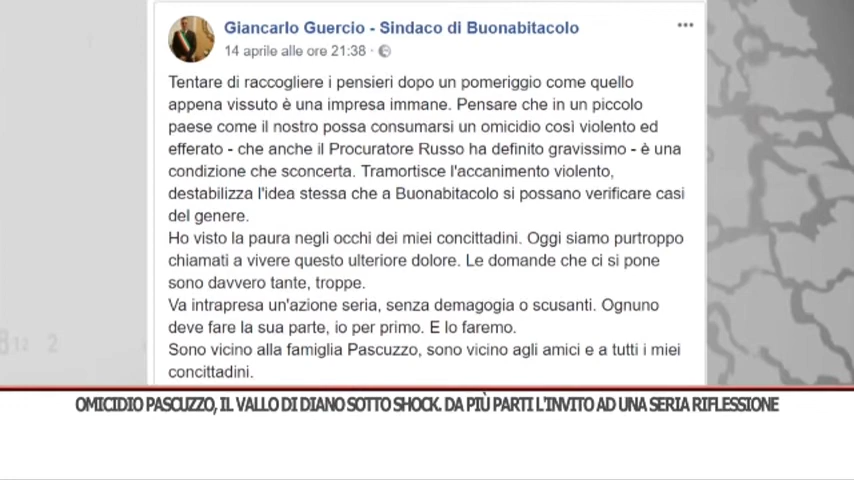 Giancarlo Guercio - Sindaco di Buonabitacolo
14 aprile alle ore 21:38 ·
Tentare di raccogliere i pensieri dopo un pomeriggio come quello
appena vissuto è una impresa immane. Pensare che in un piccolo
paese come il nostro possa consumarsi un omicidio così violento ed
efferato - che anche il Procuratore Russo ha definito gravissimo - è una
condizione che sconcerta. Tramortisce l'accanimento violento,
destabilizza l'idea stessa che a Buonabitacolo si possano verificare casi
del genere.
Ho visto la paura negli occhi dei miei concittadini. Oggi siamo purtroppo
chiamati a vivere questo ulteriore dolore. Le domande che ci si pone
sono davvero tante, troppe.
Va intrapresa un'azione seria, senza demagogia o scusanti. Ognuno
deve fare la sua parte, io per primo. E lo faremo.
Sono vicino alla famiglia Pascuzzo, sono vicino agli amici e a tutti i miei
concittadini.
OMICIDIO PASCUZZO, IL VALLO DI DIANO SOTTO SHOCK. DA PIÙ PARTI L'INVITO AD UNA SERIA RIFLESSIONE